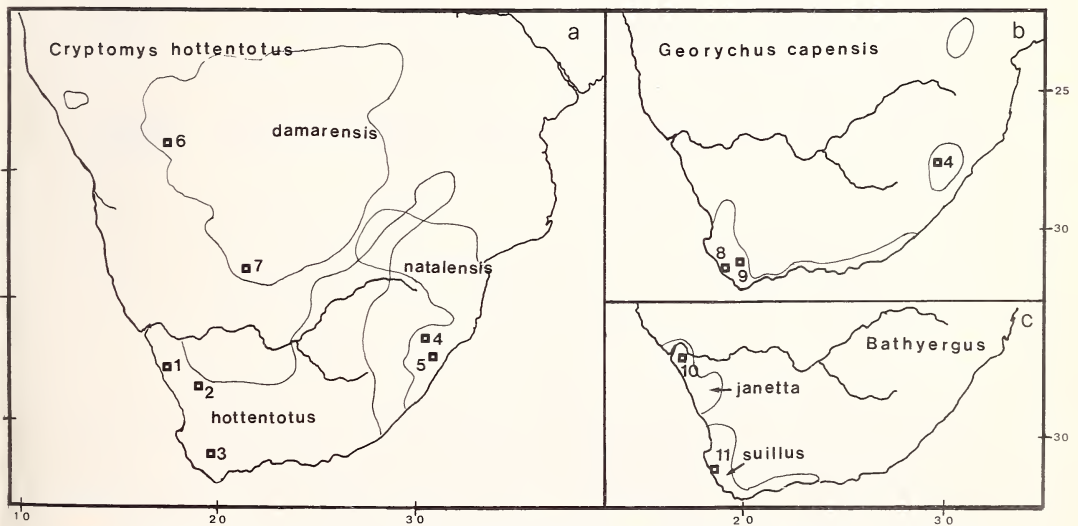 Cryptomys hottentotus
a
damarensis
6
7
natalensis
4
5
1
2
hottentotus
3
10
20
30
Georychus capensis
b
25
4
30
8
9
C
Bathyergus
10
janetta
11
suillus
30
20
30